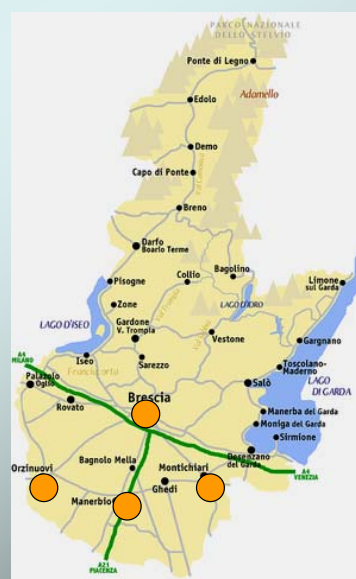 PARCO NAZIONALE
DELLO STELVIO
Ponte di Legno
Adamello
Edolo
Demo
Capo di Ponte
Val Camonica
Breno
Darfo
Boario Terme
Bagolino
Collio
Pisogne
Limone
sul Garda
Zone
LAGO D'IDRO
LAGO D'ISEO
Gardone
V. Trompia
Vestone
Gargnano
A4
MILANO
Iseo
Sarezzo
Toscolano-
Maderno
Franciacorta
Palazolo
Oglio
Salò
LAGO
DI GARDA
Rovato
Brescia
Manerba del Garda
Moniga del Garda
Sirmione
Desenzano
del Garda
Orzinuovi
Bagnolo Mella
Montichiari
A4
VENEZIA
Ghedi
Manerbio
A21
PIACENZA